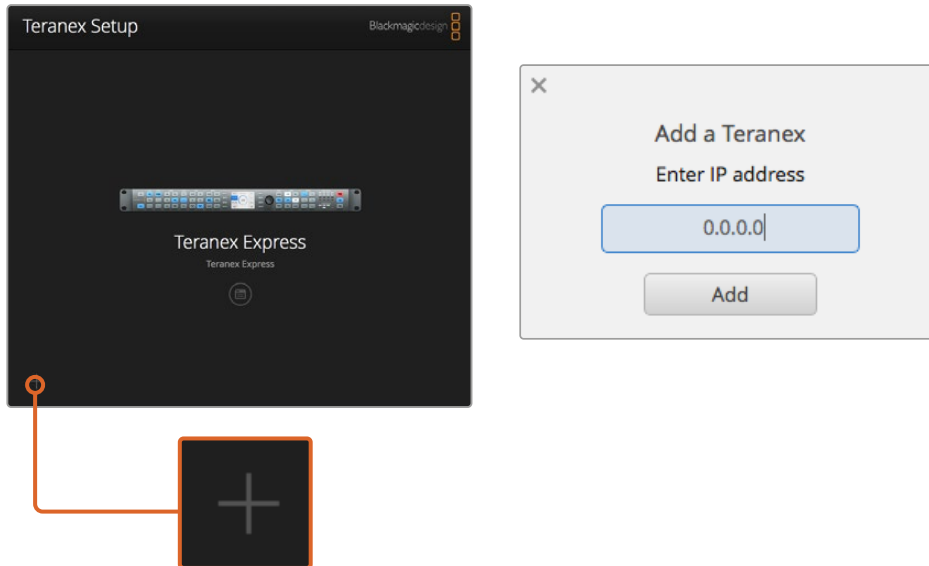 Teranex Setup
Blackmagicdesign
Teranex Express
Teranex Express
Add a Teranex
Enter IP address
0.0.0.0
Add